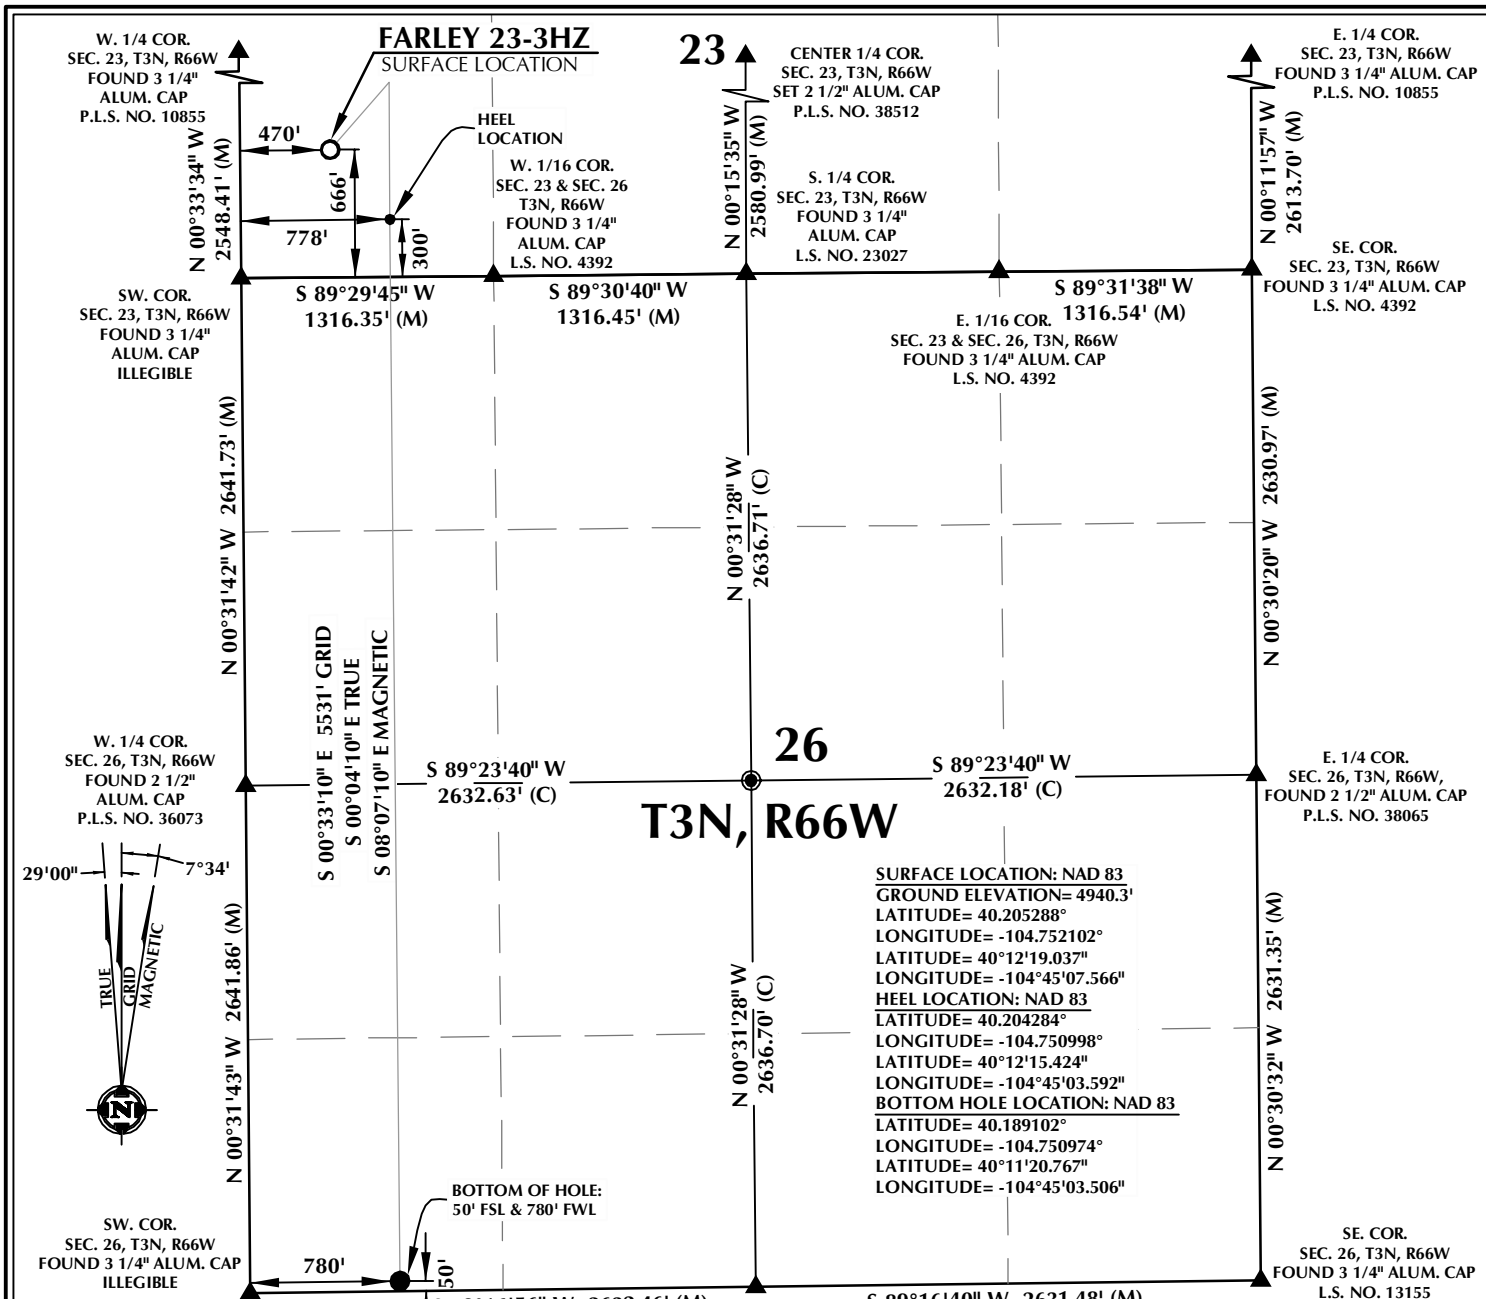 W. 1/4 COR.
SEC. 23, T3N, R66W
FOUND 3 1/4"
ALUM. CAP
P.L.S. NO. 10855
FARLEY 23-3HZ
SURFACE LOCATION
23
CENTER 1/4 COR.
SEC. 23, T3N, R66W
SET 2 1/2" ALUM. CAP
P.L.S. NO. 38512
E. 1/4 COR.
SEC. 23, T3N, R66W
FOUND 3 1/4" ALUM. CAP
P.L.S. NO. 10855
N 00°33'34" W
2548.41' (M)
470'
666'
HEEL
LOCATION
778'
300'
W. 1/16 COR.
SEC. 23 & SEC. 26
T3N, R66W
FOUND 3 1/4"
ALUM. CAP
L.S. NO. 4392
N 00°15'35" W
2580.99' (M)
S. 1/4 COR.
SEC. 23, T3N, R66W
FOUND 3 1/4"
ALUM. CAP
L.S. NO. 23027
N 00°11'57" W
2613.70' (M)
SE. COR.
SEC. 23, T3N, R66W
FOUND 3 1/4" ALUM. CAP
L.S. NO. 4392
SW. COR.
SEC. 23, T3N, R66W
FOUND 3 1/4"
ALUM. CAP
ILLEGIBLE
S 89°29'45" W
1316.35' (M)
S 89°30'40" W
1316.45' (M)
S 89°31'38" W
1316.54' (M)
E. 1/16 COR.
SEC. 23 & SEC. 26, T3N, R66W
FOUND 3 1/4" ALUM. CAP
L.S. NO. 4392
N 00°31'42" W 2641.73' (M)
N 00°31'28" W
2636.71' (C)
N 00°30'20" W 2630.97' (M)
S 00°33'10" E 5531' GRID
S 00°04'10" E TRUE
S 08°07'10" E MAGNETIC
W. 1/4 COR.
SEC. 26, T3N, R66W
FOUND 2 1/2"
ALUM. CAP
P.L.S. NO. 36073
S 89°23'40" W
2632.63' (C)
26
T3N, R66W
S 89°23'40" W
2632.18' (C)
E. 1/4 COR.
SEC. 26, T3N, R66W,
FOUND 2 1/2" ALUM. CAP
P.L.S. NO. 38065
29'00"
7°34'
TRUE
GRID
MAGNETIC
N
N 00°31'43" W 2641.86' (M)
N 00°31'28" W
2636.70' (C)
SURFACE LOCATION: NAD 83
GROUND ELEVATION= 4940.3'
LATITUDE= 40.205288°
LONGITUDE= -104.752102°
LATITUDE= 40°12'19.037"
LONGITUDE= -104°45'07.566"
HEEL LOCATION: NAD 83
LATITUDE= 40.204284°
LONGITUDE= -104.750998°
LATITUDE= 40°12'15.424"
LONGITUDE= -104°45'03.592"
BOTTOM HOLE LOCATION: NAD 83
LATITUDE= 40.189102°
LONGITUDE= -104.750974°
LATITUDE= 40°11'20.767"
LONGITUDE= -104°45'03.506"
N 00°30'32" W 2631.35' (M)
BOTTOM OF HOLE:
50' FSL & 780' FWL
SW. COR.
SEC. 26, T3N, R66W
FOUND 3 1/4" ALUM. CAP
ILLEGIBLE
780'
50'
SE. COR.
SEC. 26, T3N, R66W
FOUND 3 1/4" ALUM. CAP
L.S. NO. 13155
S 89°16'40" W 2631.48' (M)